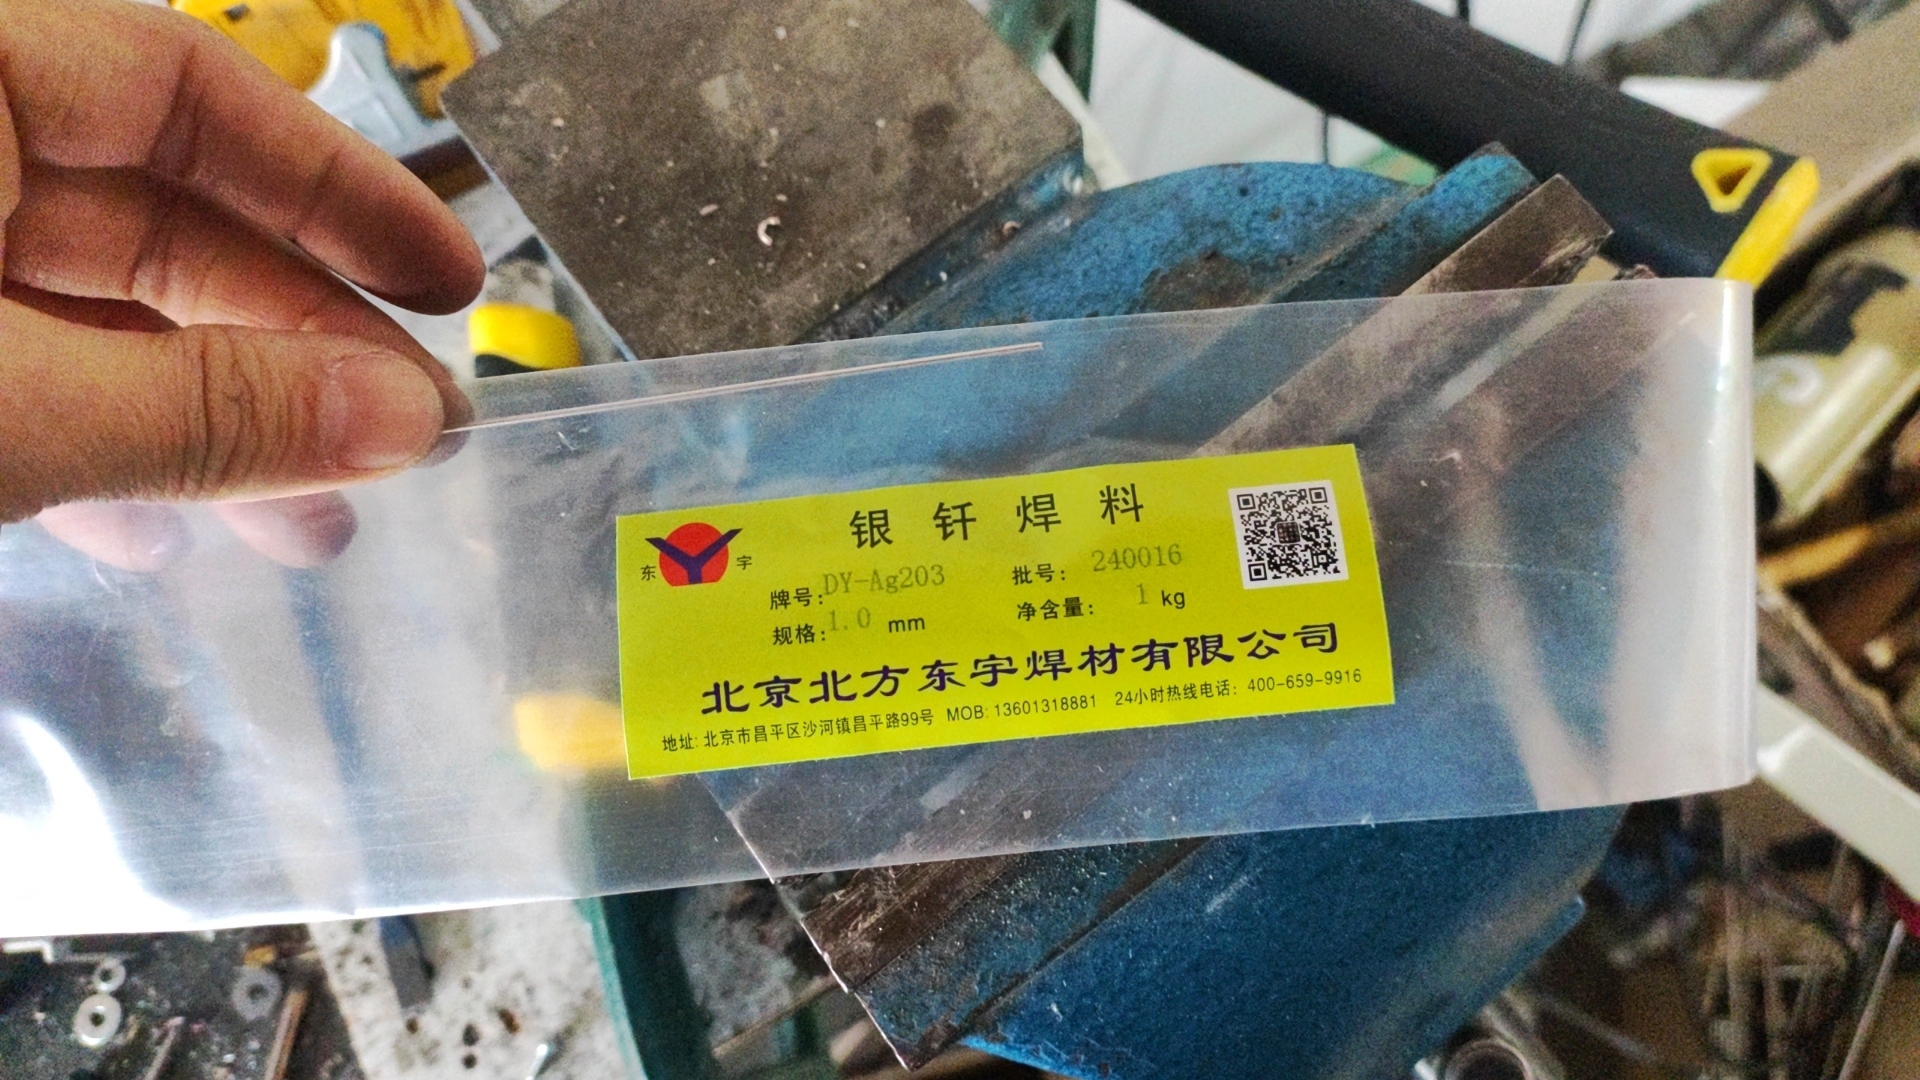 银钎焊料
东 宇
牌号:DY-Ag203 批号:240016
规格:1.0 mm 净含量:1 kg
北京北方东宇焊材有限公司
地址:北京市昌平区沙河镇昌平路99号 MOB:13601318881 24小时热线电话:400-659-9916